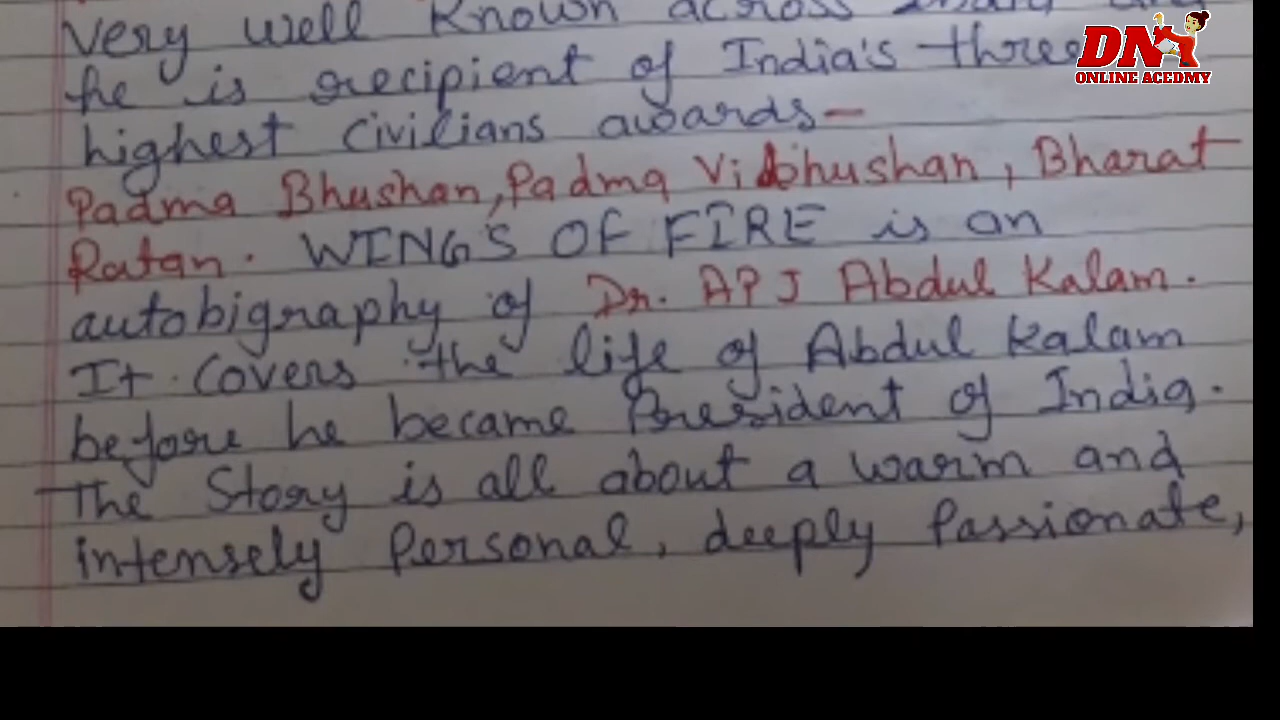 very well known across
he is recipient of India's three
highest civilians awards-
Padma Bhushan, Padma Vibhushan, Bharat
Ratan. WINGS OF FIRE is an
autobigraphy of Dr. APJ Abdul Kalam.
It covers the life of Abdul Kalam
before he became President of India.
The Story is all about a warm and
intensely Personal, deeply Passionate,
DN
ONLINE ACEDMY